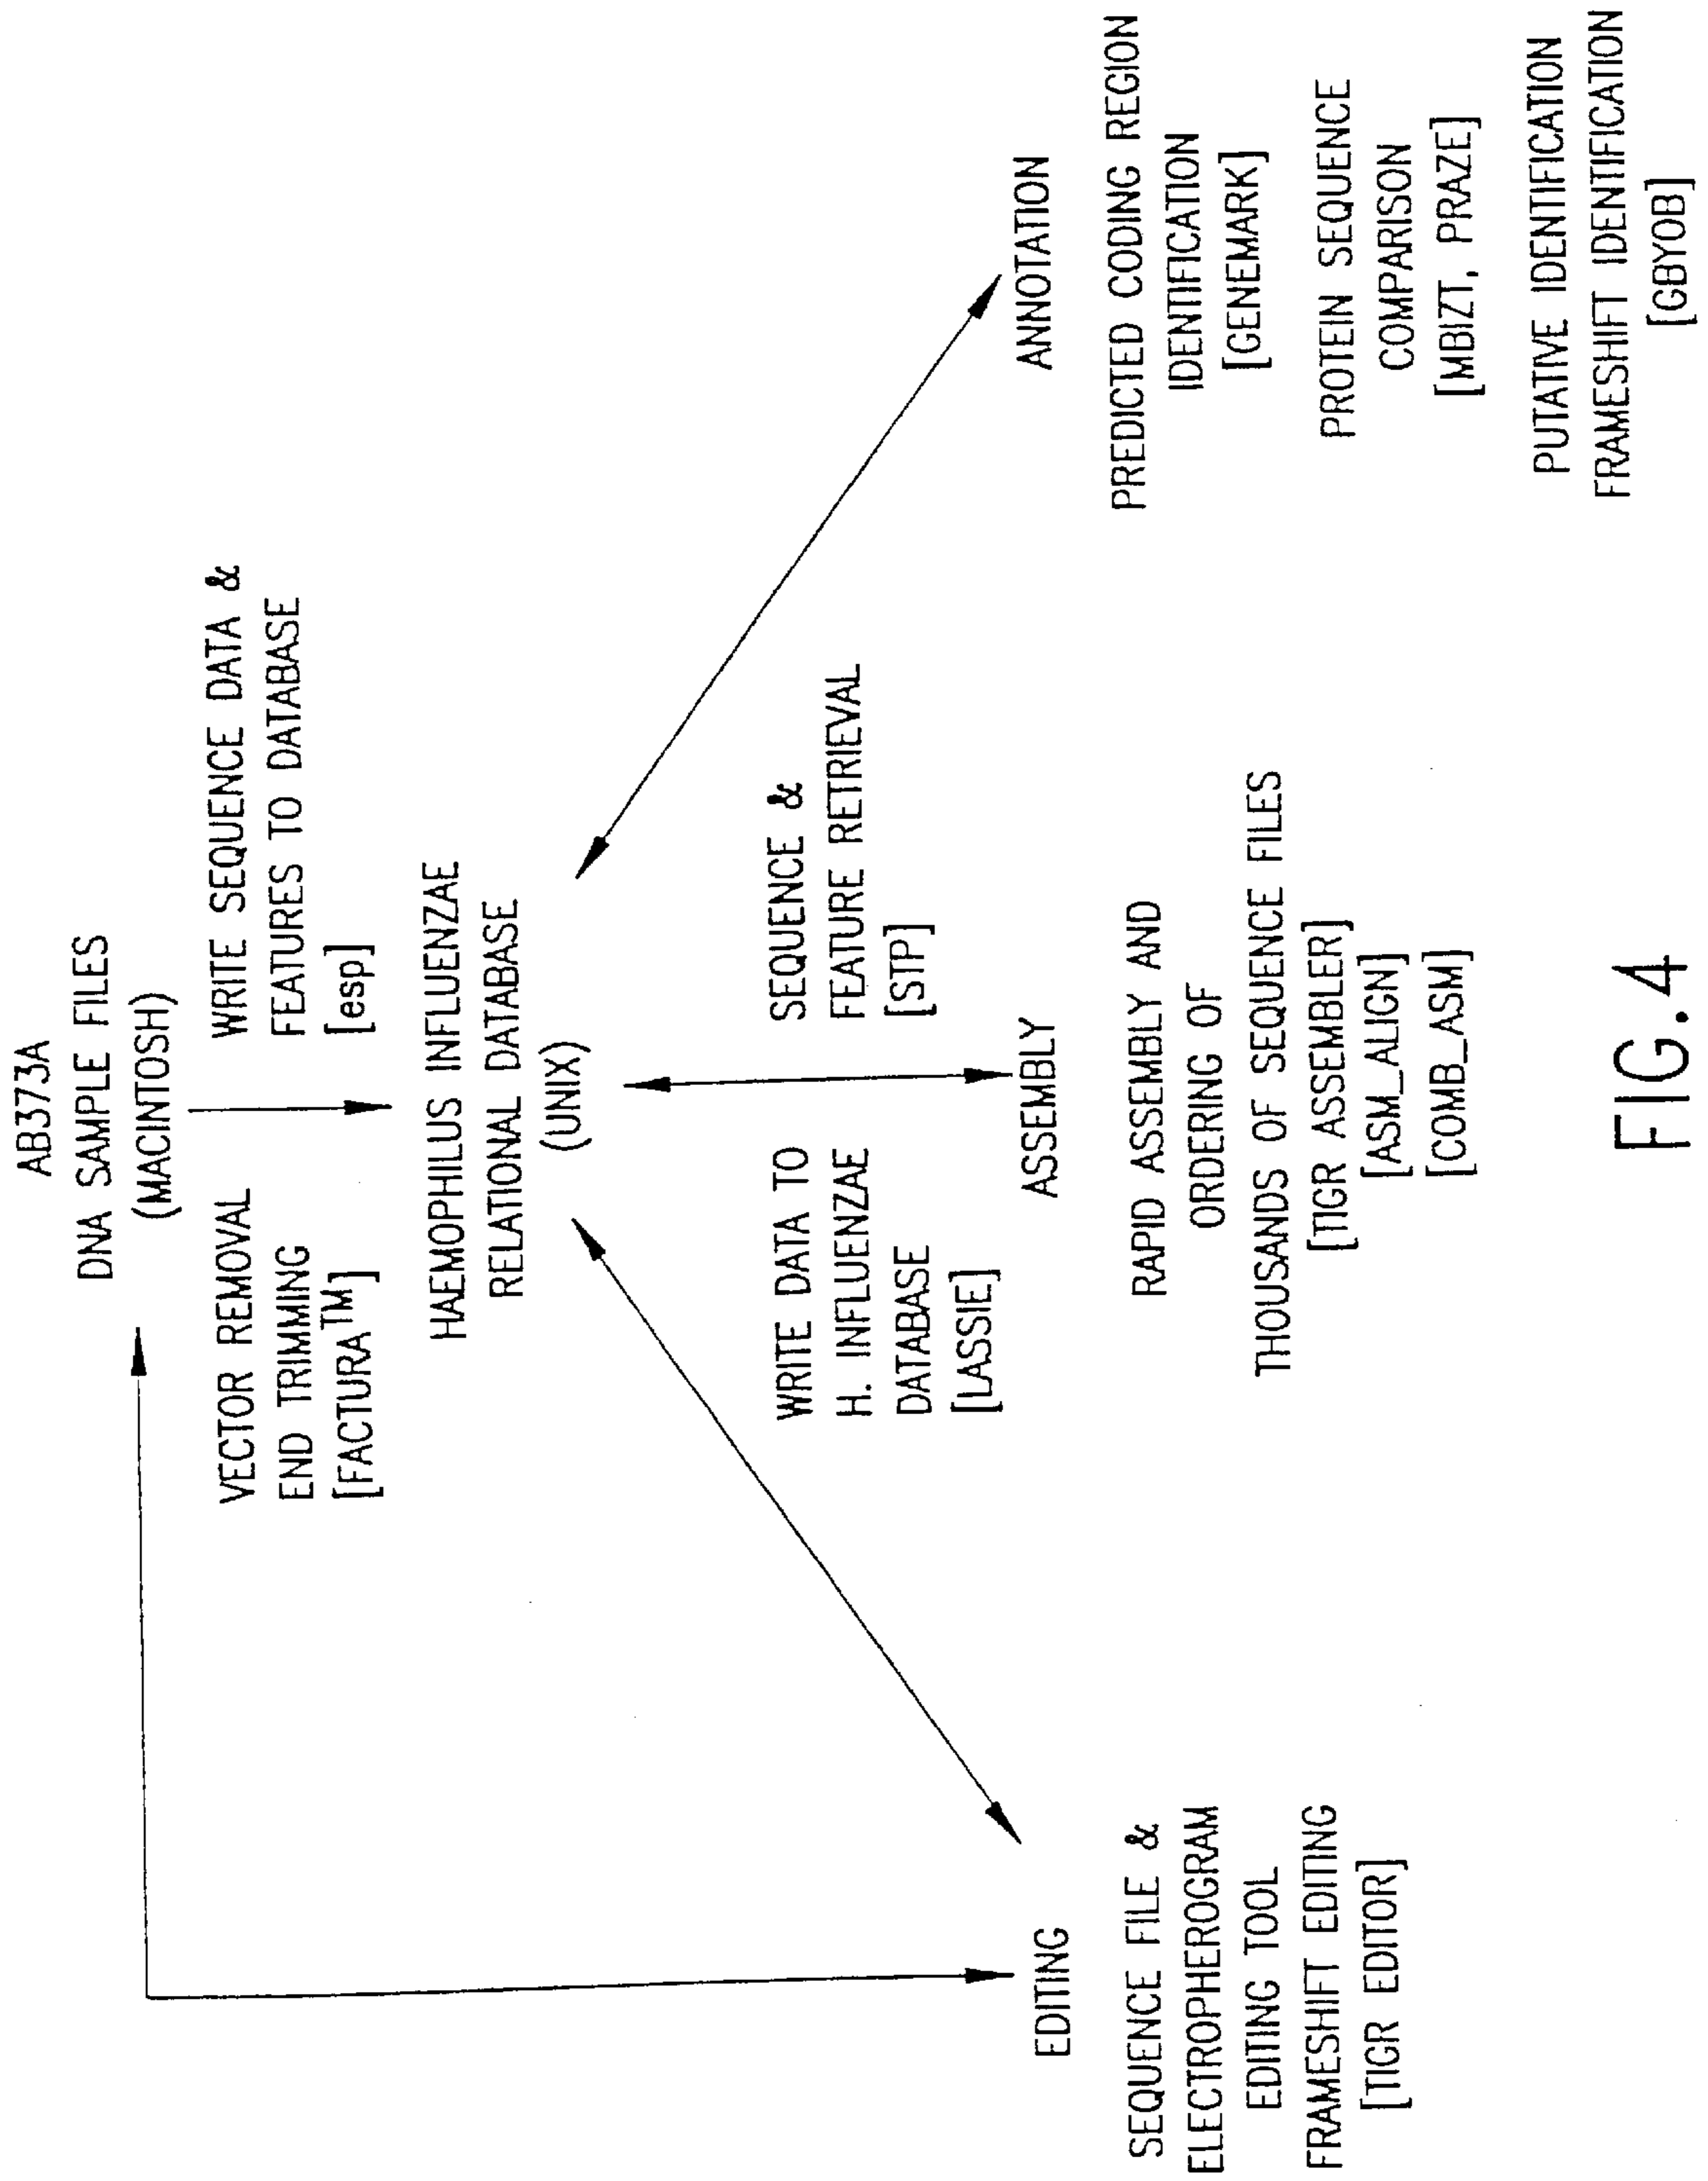 AB373A
DNA SAMPLE FILES
(MACINTOSH)
VECTOR REMOVAL
END TRIMMING
[FACTURA™]
WRITE SEQUENCE DATA &
FEATURES TO DATABASE
[esp]
HAEMOPHILUS INFLUENZAE
RELATIONAL DATABASE
(UNIX)
WRITE DATA TO
H. INFLUENZAE
DATABASE
[LASSIE]
SEQUENCE &
FEATURE RETRIEVAL
[STP]
EDITING
SEQUENCE FILE &
ELECTROPHEROGRAM
EDITING TOOL
FRAMESHIFT EDITING
[TIGR EDITOR]
ASSEMBLY
RAPID ASSEMBLY AND
ORDERING OF
THOUSANDS OF SEQUENCE FILES
[TIGR ASSEMBLER]
[ASM_ALIGN]
[COMB_ASM]
ANNOTATION
PREDICTED CODING REGION
IDENTIFICATION
[GENEMARK]
PROTEIN SEQUENCE
COMPARISON
[MBIZT, PRAZE]
PUTATIVE IDENTIFICATION
FRAMESHIFT IDENTIFICATION
[GBYOB]
FIG.4